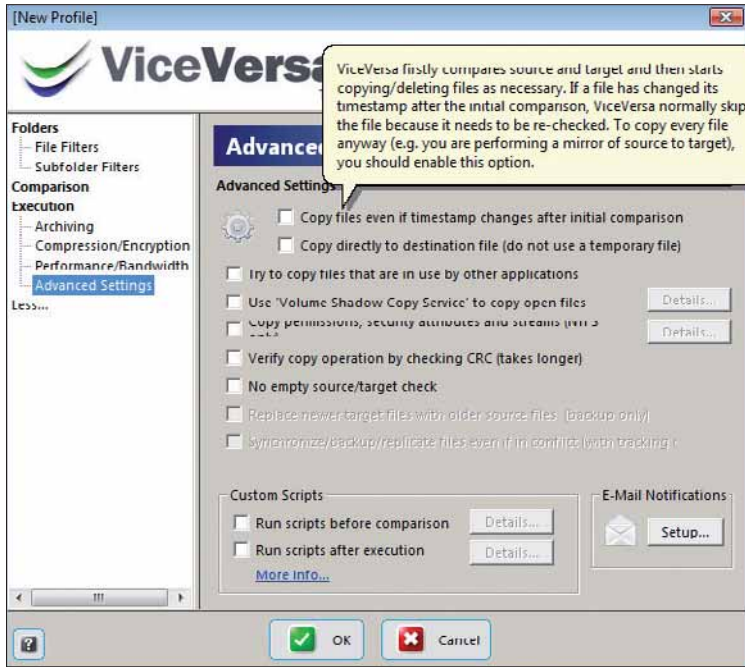 [New Profile]
ViceVersa
ViceVersa firstly compares source and target and then starts
copying/deleting files as necessary. If a file has changed its
timestamp after the initial comparison, ViceVersa normally skip
the file because it needs to be re-checked. To copy every file
anyway (e.g. you are performing a mirror of source to target),
you should enable this option.
Folders
File Filters
Subfolder Filters
Comparison
Execution
Archiving
Compression/Encryption
Performance/Bandwidth
Advanced Settings
Less...
Advanced
Advanced Settings
Copy files even if timestamp changes after initial comparison
Copy directly to destination file (do not use a temporary file)
Try to copy files that are in use by other applications
Use 'Volume Shadow Copy Service' to copy open files
Details...
Copy permissions, security attributes and streams (NTFS
only)
Details...
Verify copy operation by checking CRC (takes longer)
No empty source/target check
Replace newer target files with older source files (backup only)
Synchronize/backup/replicate files even if in conflict (with tracking
Custom Scripts
Run scripts before comparison
Details...
Run scripts after execution
Details...
More Info...
E-Mail Notifications
Setup...
?
OK
Cancel